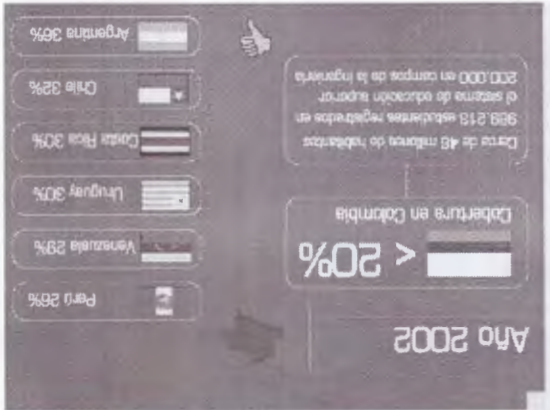 Año 2002
< 20%
Cobertura en Colombia
Cerca de 46 millones de habitantes
989.213 estudiantes registrados en
el sistema de educación superior
200.000 en campos de la ingeniería
Perú 26%
Venezuela 29%
Uruguay 30%
Costa Rica 30%
Chile 32%
Argentina 36%